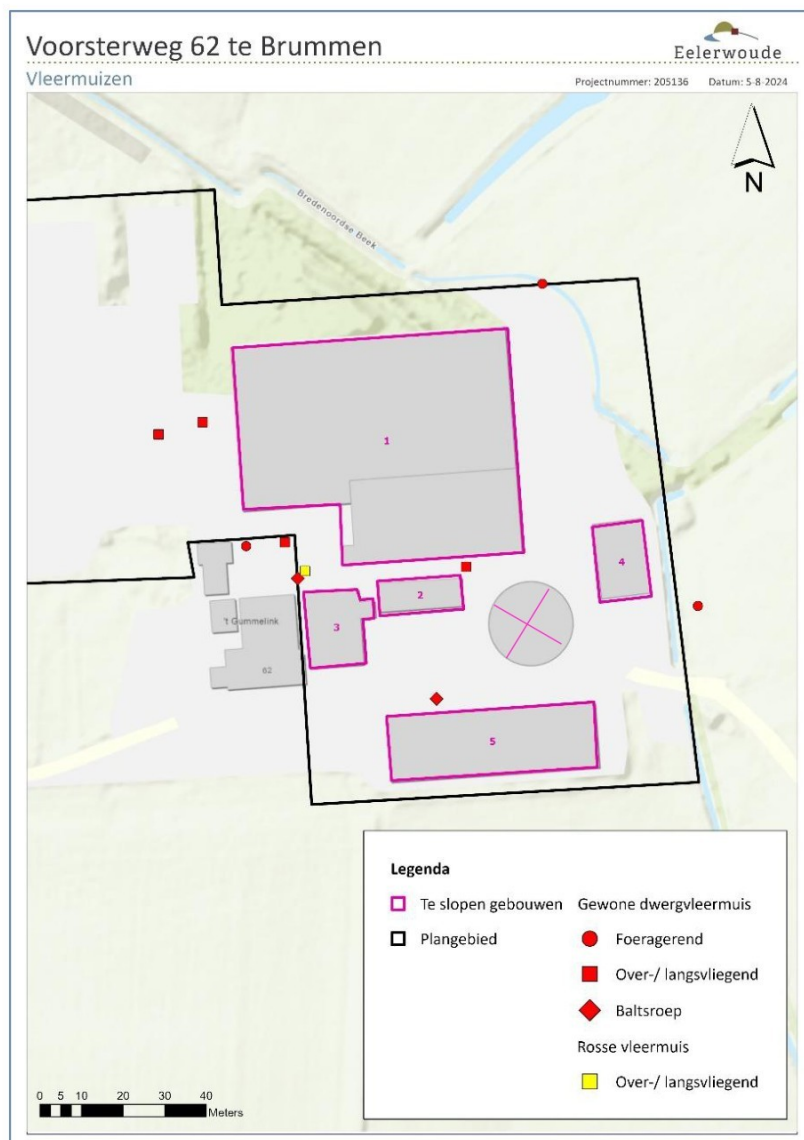 Voorsterweg 62 te Brummen
Eelerwoude
Vleermuizen
Projectnummer: 205136 Datum: 5-8-2024
N
Bredenoordse Beek
1
4
2
3
't Gummelink
62
5
Legenda
Te slopen gebouwen
Plangebied
Gewone dwergvleermuis
Foeragerend
Over-/ langsvliegend
Baltsroep
Rosse vleermuis
Over-/ langsvliegend
0 5 10 20 30 40
Meters